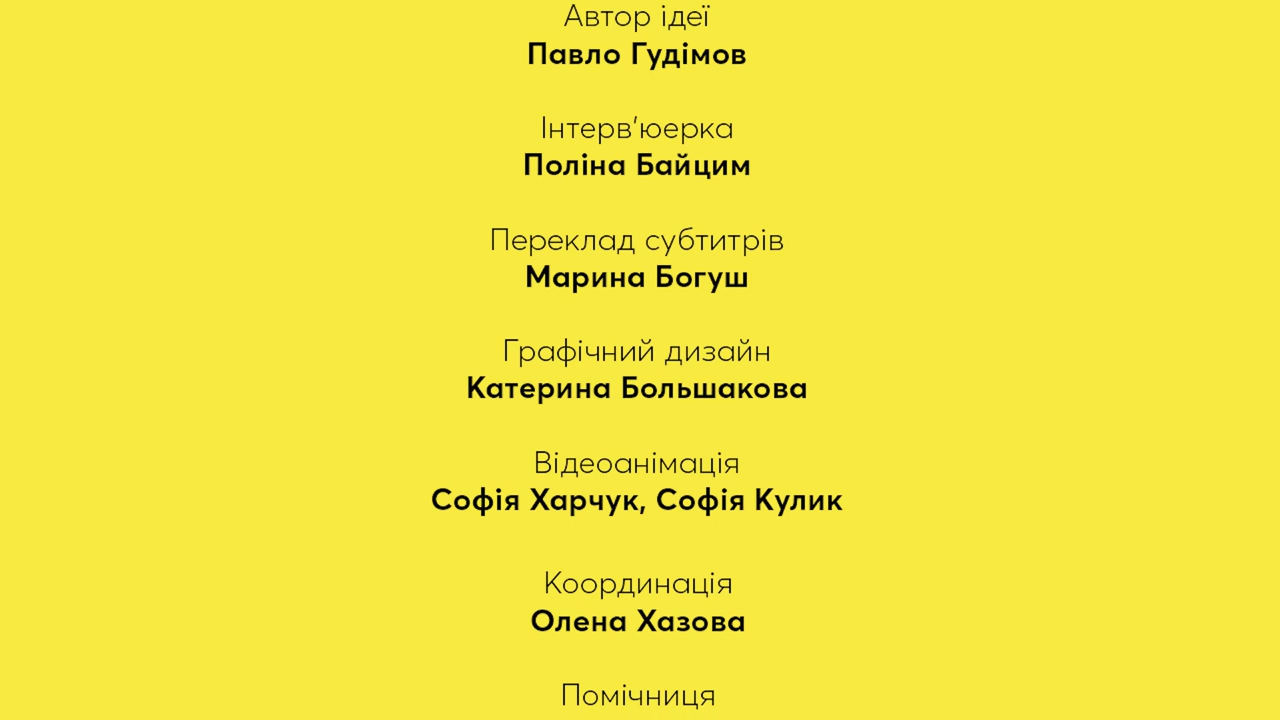 Автор ідеї
Павло Гудімов
Інтерв'юерка
Поліна Байцим
Переклад субтитрів
Марина Богуш
Графічний дизайн
Катерина Большакова
Відеоанімація
Софія Харчук, Софія Кулик
Координація
Олена Хазова
Помічниця